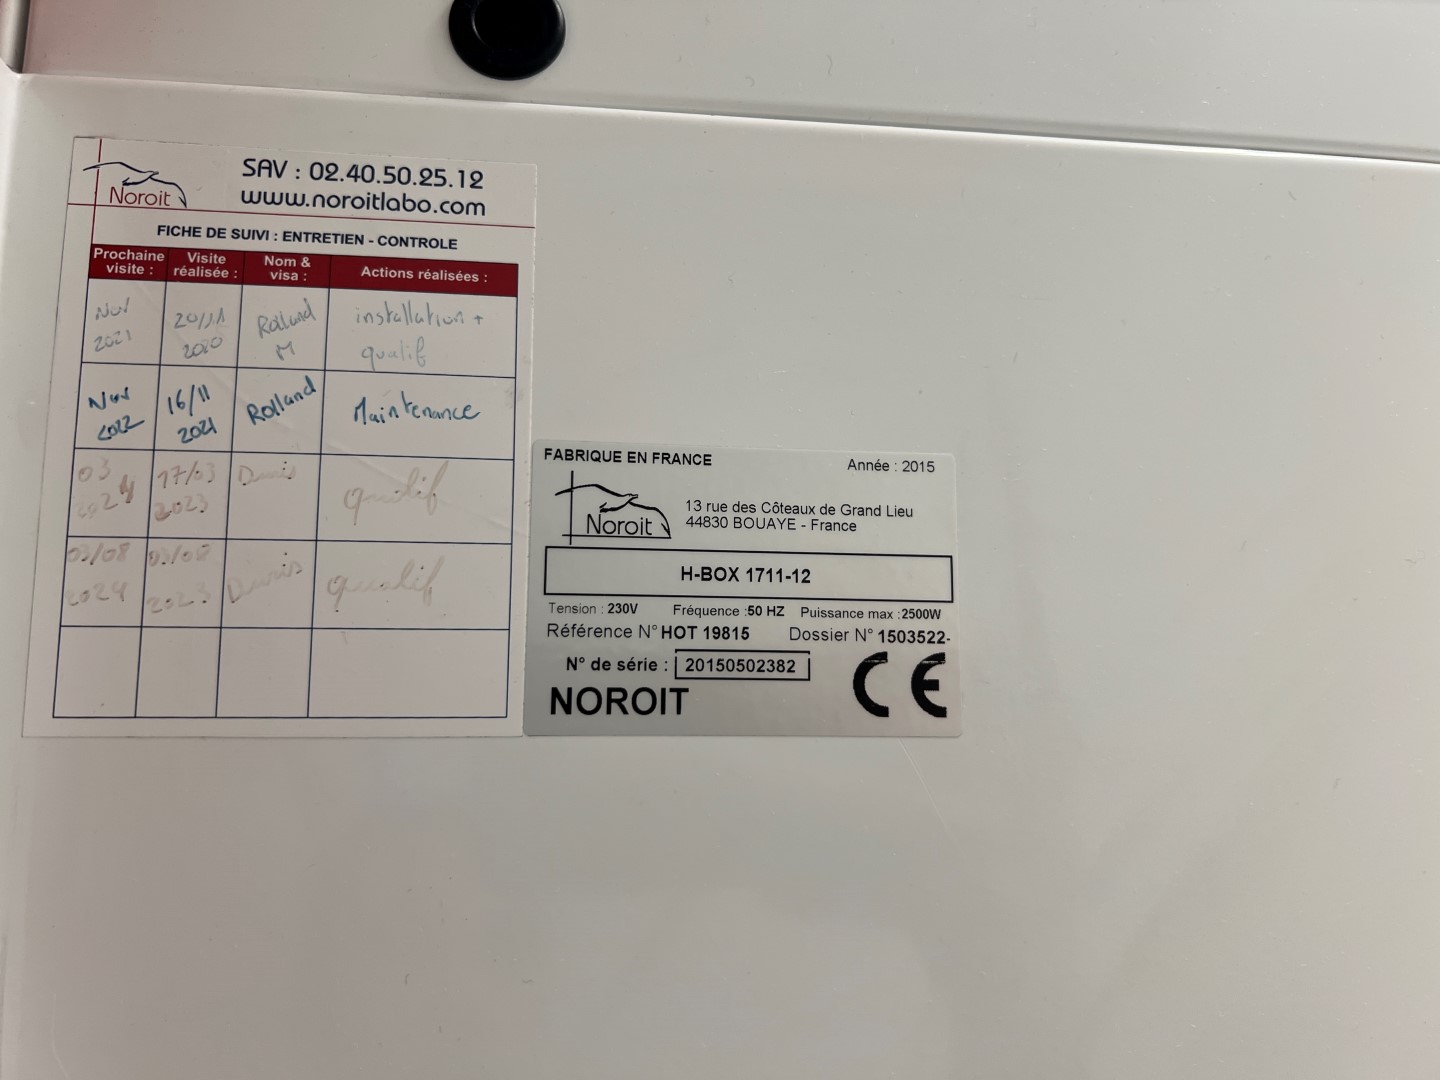 Noroit
SAV : 02.40.50.25.12
www.noroitlabo.com
FICHE DE SUIVI : ENTRETIEN - CONTROLE
Prochaine visite : Visite réalisée : Nom & visa : Actions réalisées :
Nov 2021 20/11 2020 Rolland M installation + qualif
Nov 2022 16/11 2021 Rolland Maintenance
03 2024 17/03 2023 Denis qualif
03/08 2024 03/08 2023 Denis qualif
FABRIQUE EN FRANCE
Année : 2015
Noroit
13 rue des Côteaux de Grand Lieu
44830 BOUAYE - France
H-BOX 1711-12
Tension : 230V Fréquence :50 HZ Puissance max :2500W
Référence N° HOT 19815 Dossier N° 1503522-
N° de série : 20150502382
NOROIT
CE